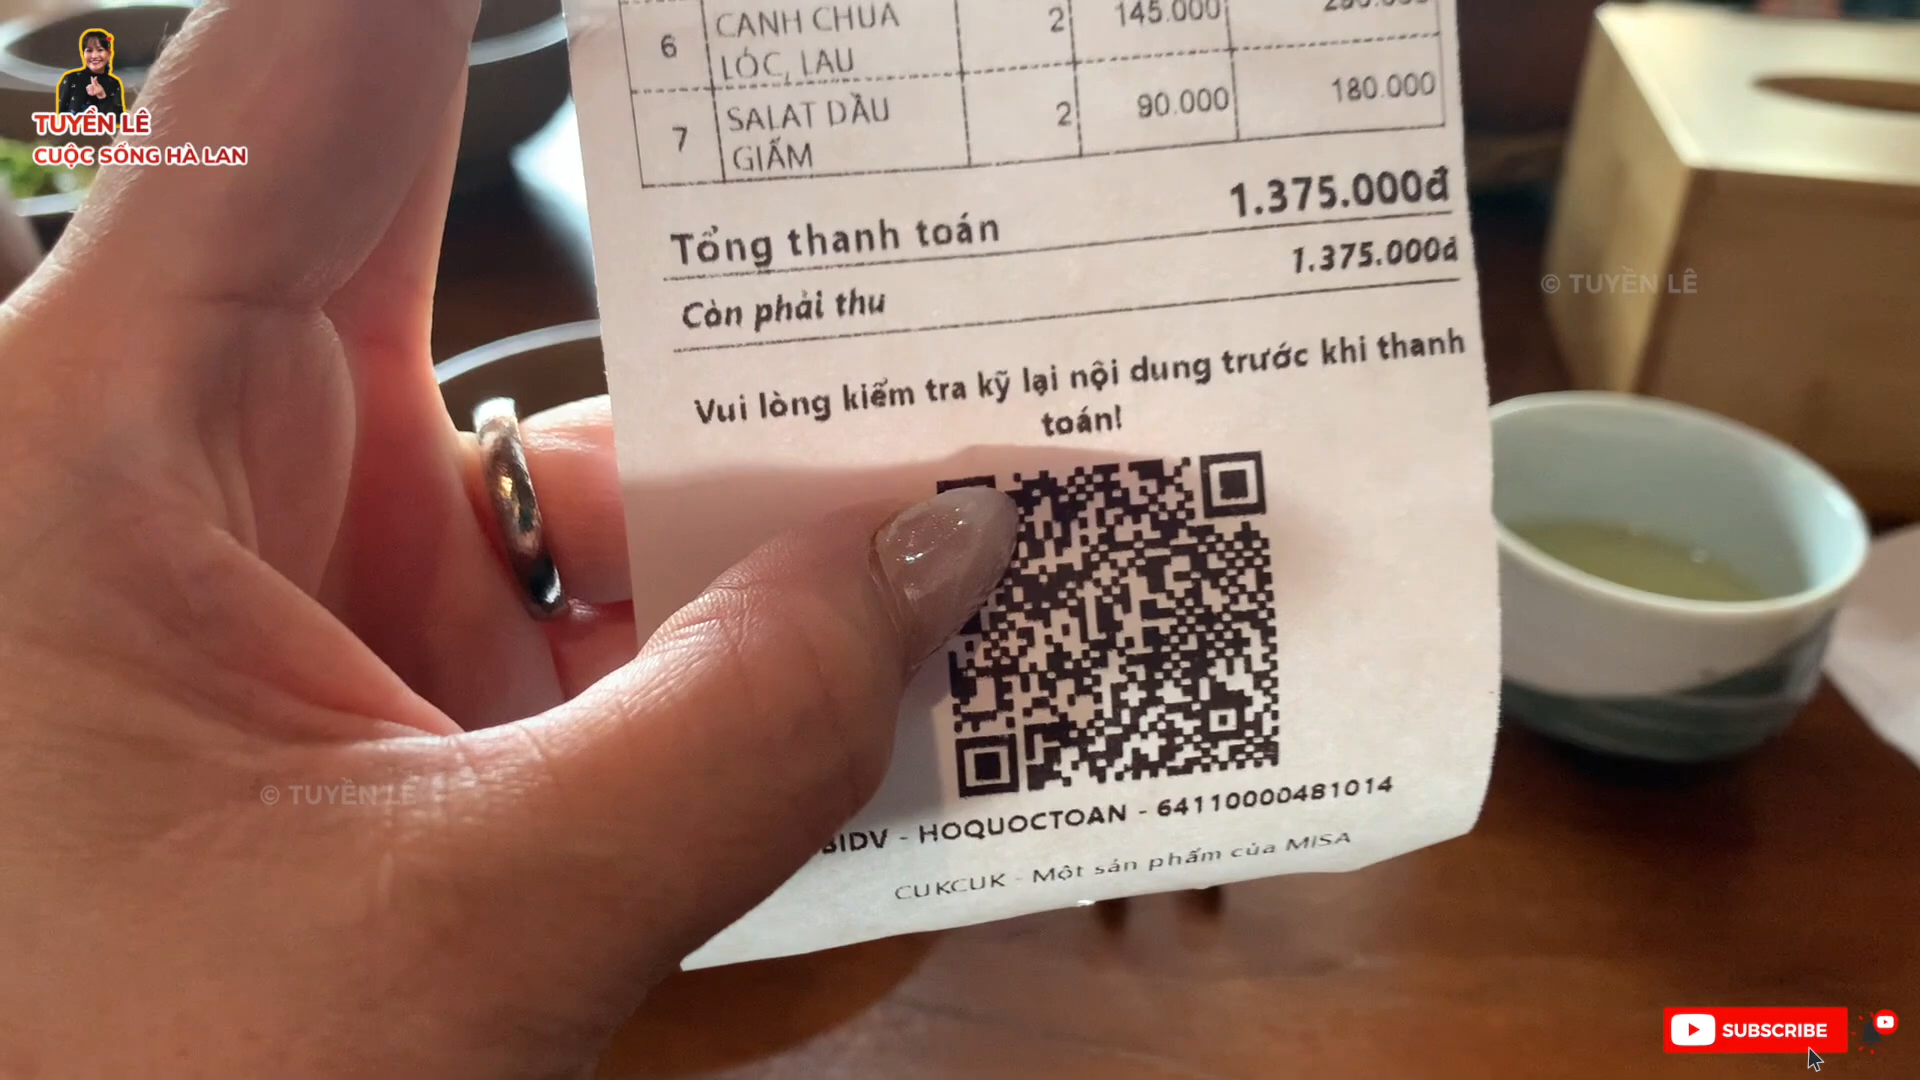 TUYỀN LÊ
CUỘC SỐNG HÀ LAN
6 CANH CHUA 2 145.000
LÓC, LAU
7 SALAT DẦU 2 90.000 180.000
GIẤM
Tổng thanh toán 1.375.000đ
Còn phải thu 1.375.000đ
Vui lòng kiểm tra kỹ lại nội dung trước khi thanh
toán!
BIDV - HOQUOCTOAN - 64110000481014
CUKCUK - Một sản phẩm của MISA
© TUYỀN LÊ
© TUYỀN LÊ
SUBSCRIBE